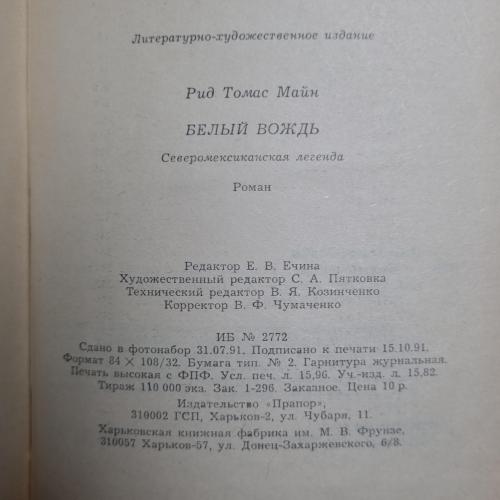 Литературно-художественное издание
Рид Томас Майн
БЕЛЫЙ ВОЖДЬ
Северомексиканская легенда
Роман
Редактор Е. В. Ечина
Художественный редактор С. А. Пятковка
Технический редактор В. Я. Козинченко
Корректор В. Ф. Чумаченко
ИБ № 2772
Сдано в фотонабор 31.07.91. Подписано к печати 15.10.91.
Формат 84 × 108/32. Бумага тип. № 2. Гарнитура журнальная.
Печать высокая с ФПФ. Усл. печ. л. 15,96. Уч.-изд. л. 15,82.
Тираж 110 000 экз. Зак. 1-296. Заказное. Цена 10 р.
Издательство «Прапор»,
310002 ГСП, Харьков-2, ул. Чубаря, 11.
Харьковская книжная фабрика им. М. В. Фрунзе,
310057 Харьков-57, ул. Донец-Захаржевского, 6/8.